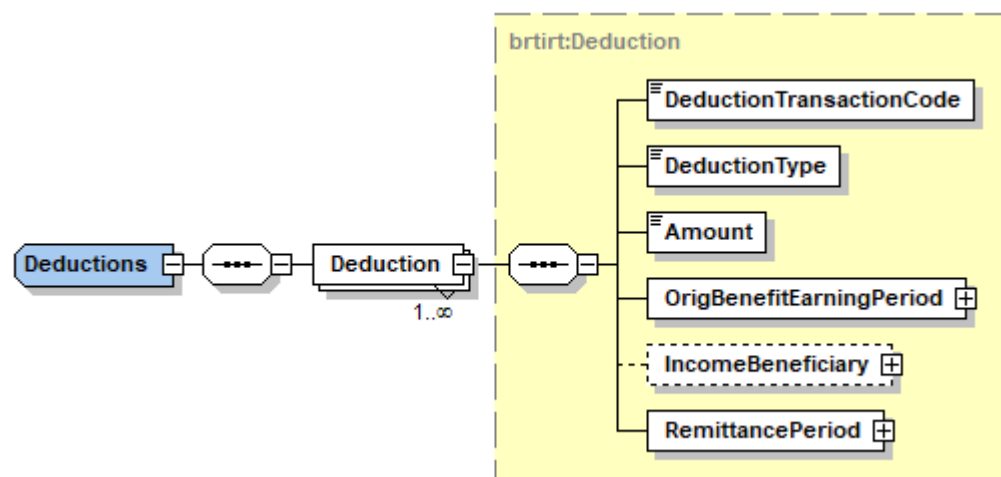 brtirt:Deduction
DeductionTransactionCode
DeductionType
Amount
Deductions
Deduction
1..∞
OrigBenefitEarningPeriod
IncomeBeneficiary
RemittancePeriod